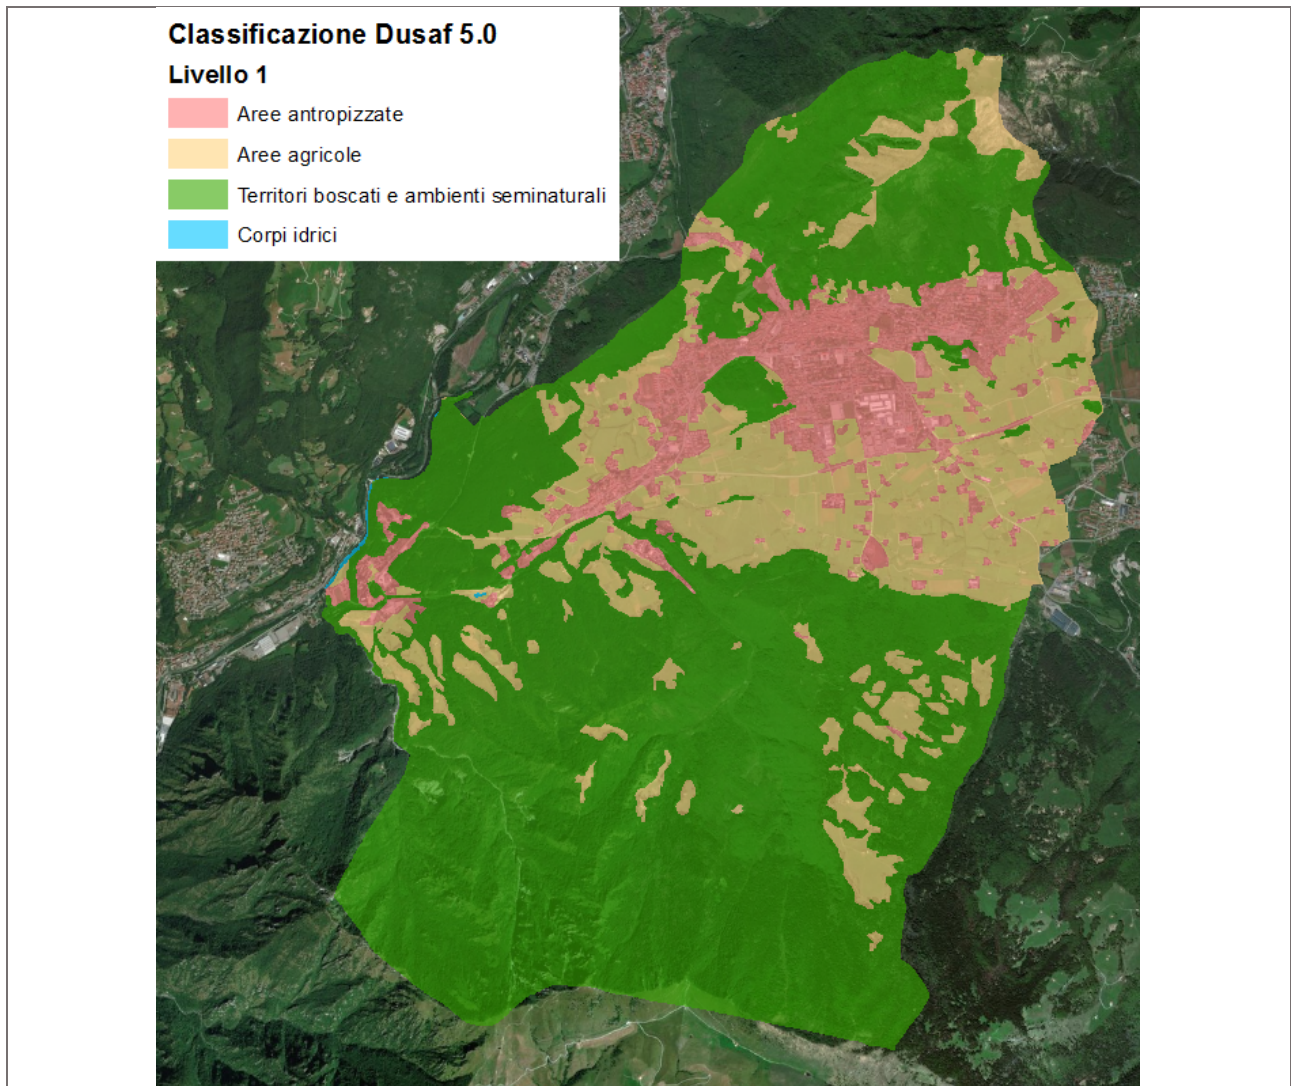 Classificazione Dusaf 5.0
Livello 1
Aree antropizzate
Aree agricole
Territori boscati e ambienti seminaturali
Corpi idrici